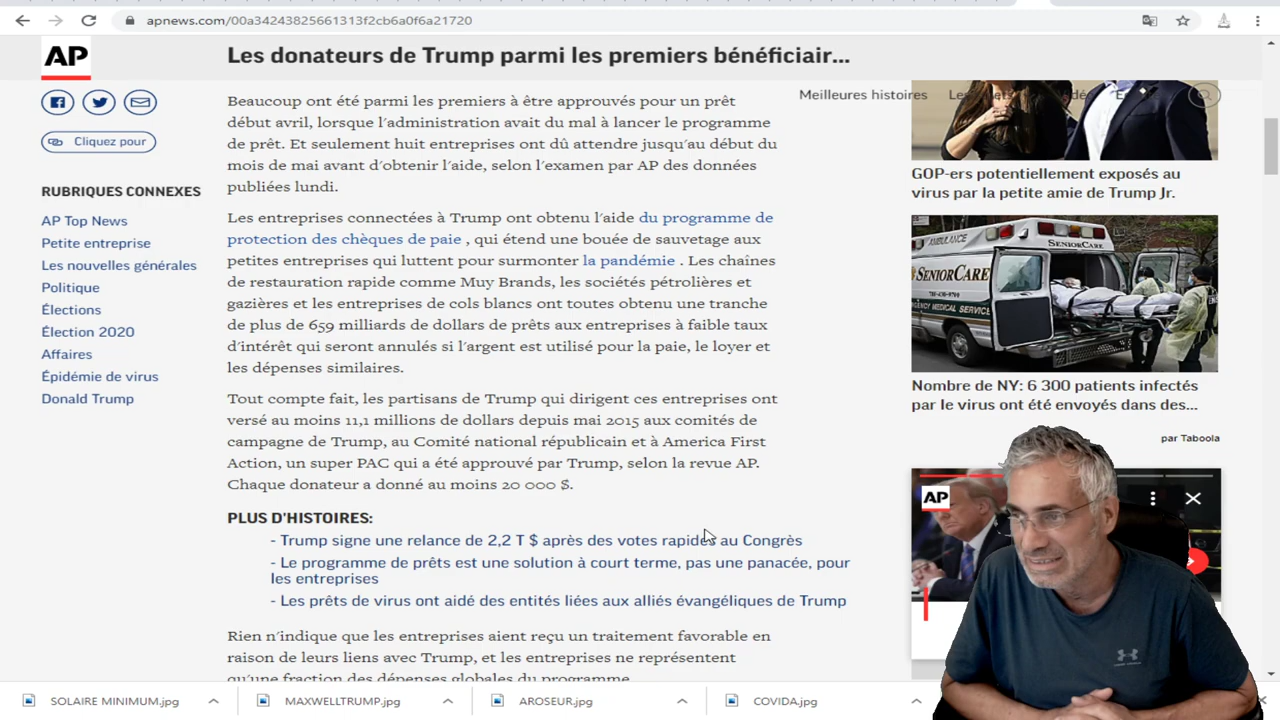 apnews.com/00a34243825661313f2cb6a0f6a21720
AP
Les donateurs de Trump parmi les premiers bénéficiair...
Meilleures histoires
Cliquez pour
RUBRIQUES CONNEXES
AP Top News
Petite entreprise
Les nouvelles générales
Politique
Élections
Élection 2020
Affaires
Épidémie de virus
Donald Trump
Beaucoup ont été parmi les premiers à être approuvés pour un prêt
début avril, lorsque l'administration avait du mal à lancer le programme
de prêt. Et seulement huit entreprises ont dû attendre jusqu'au début du
mois de mai avant d'obtenir l'aide, selon l'examen par AP des données
publiées lundi.
Les entreprises connectées à Trump ont obtenu l'aide du programme de
protection des chèques de paie , qui étend une bouée de sauvetage aux
petites entreprises qui luttent pour surmonter la pandémie . Les chaînes
de restauration rapide comme Muy Brands, les sociétés pétrolières et
gazières et les entreprises de cols blancs ont toutes obtenu une tranche
de plus de 659 milliards de dollars de prêts aux entreprises à faible taux
d'intérêt qui seront annulés si l'argent est utilisé pour la paie, le loyer et
les dépenses similaires.
Tout compte fait, les partisans de Trump qui dirigent ces entreprises ont
versé au moins 11,1 millions de dollars depuis mai 2015 aux comités de
campagne de Trump, au Comité national républicain et à America First
Action, un super PAC qui a été approuvé par Trump, selon la revue AP.
Chaque donateur a donné au moins 20 000 $.
PLUS D'HISTOIRES:
- Trump signe une relance de 2,2 T $ après des votes rapides au Congrès
- Le programme de prêts est une solution à court terme, pas une panacée, pour
les entreprises
- Les prêts de virus ont aidé des entités liées aux alliés évangéliques de Trump
Rien n'indique que les entreprises aient reçu un traitement favorable en
raison de leurs liens avec Trump, et les entreprises ne représentent
qu'une fraction des dépenses globales du programme.
GOP-ers potentiellement exposés au
virus par la petite amie de Trump Jr.
AMBULANCE
SENIORCARE
SENIORCARE
Nombre de NY: 6 300 patients infectés
par le virus ont été envoyés dans des...
par Taboola
AP
SOLAIRE MINIMUM.jpg
MAXWELLTRUMP.jpg
AROSEUR.jpg
COVIDA.jpg